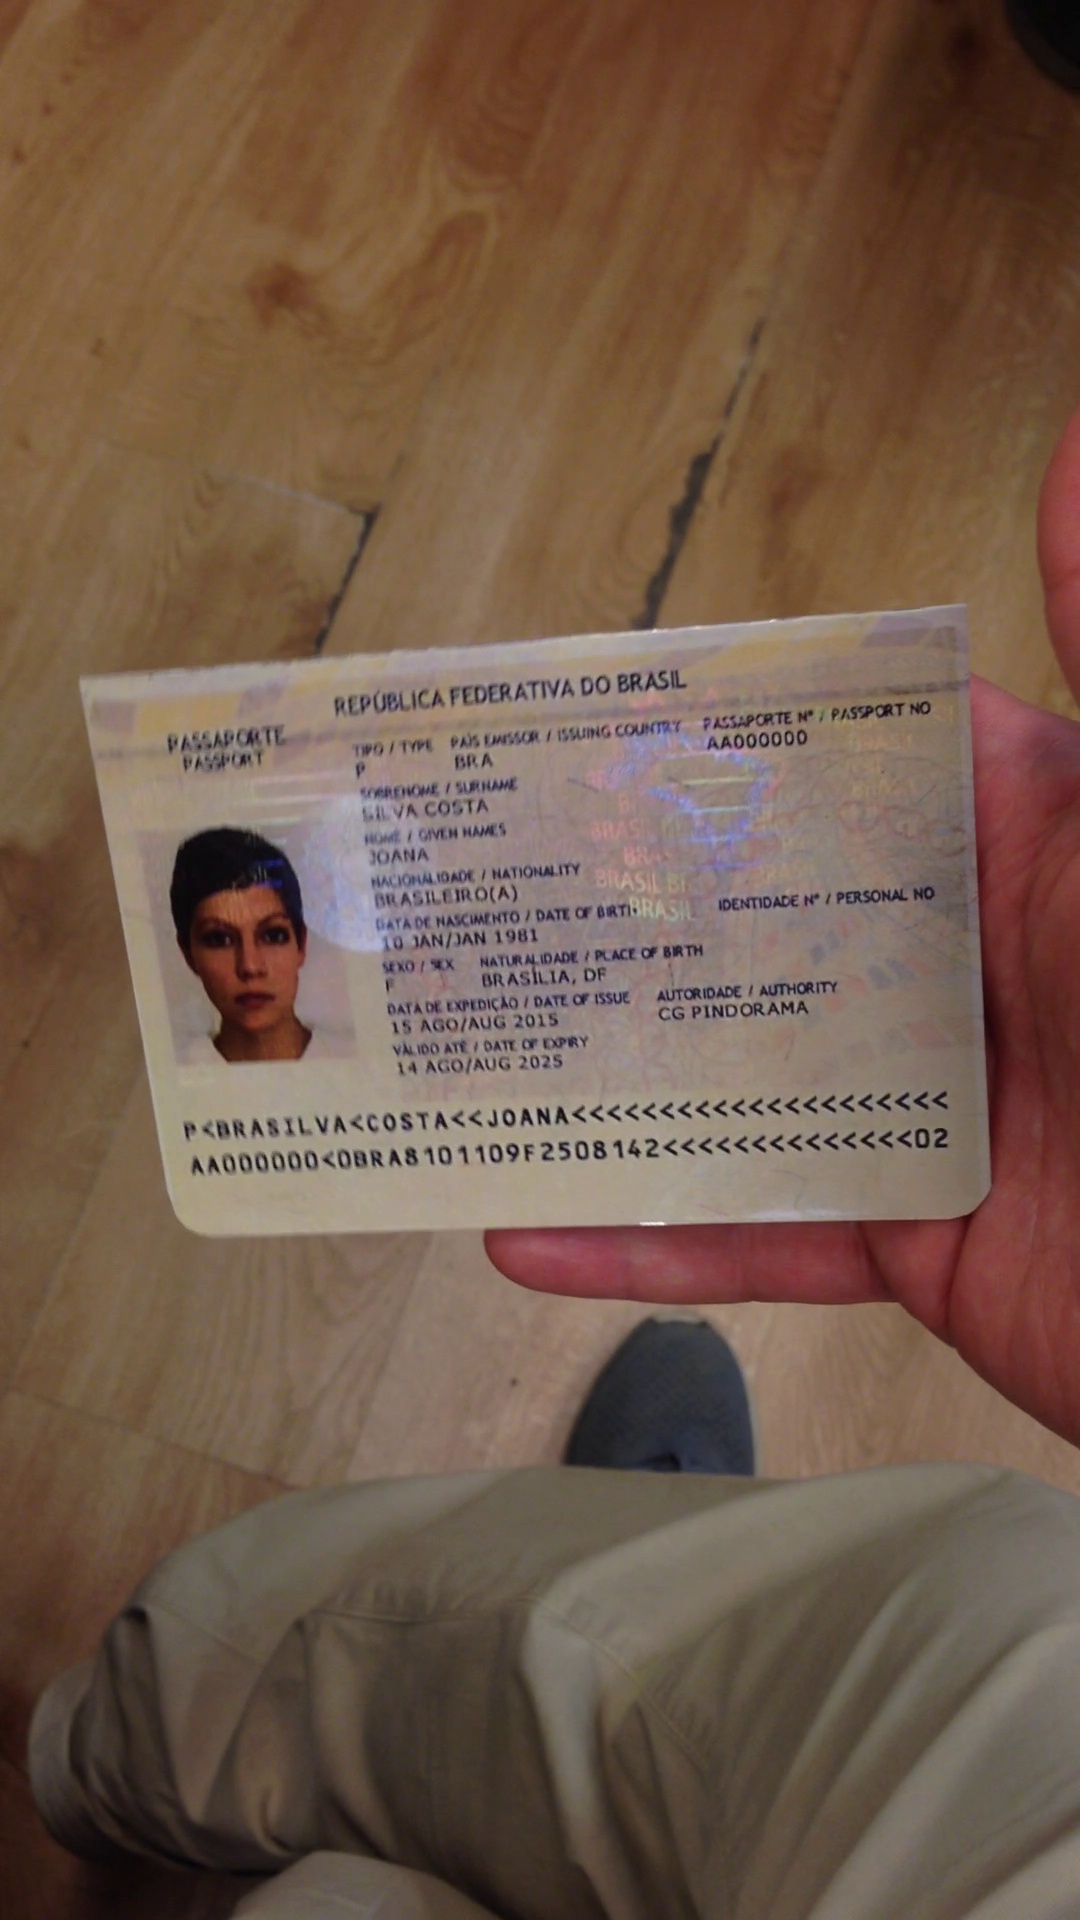 REPÚBLICA FEDERATIVA DO BRASIL
PASSAPORTE
PASSPORT
TIPO / TYPE PAÍS EMISSOR / ISSUING COUNTRY PASSAPORTE Nº / PASSPORT NO
P BRA AA000000
SOBRENOME / SURNAME
SILVA COSTA
NOME / GIVEN NAMES
JOANA
NACIONALIDADE / NATIONALITY
BRASILEIRO(A)
DATA DE NASCIMENTO / DATE OF BIRTH IDENTIDADE Nº / PERSONAL NO
10 JAN/JAN 1981
SEXO / SEX NATURALIDADE / PLACE OF BIRTH
F BRASÍLIA, DF
DATA DE EXPEDIÇÃO / DATE OF ISSUE AUTORIDADE / AUTHORITY
15 AGO/AUG 2015 CG PINDORAMA
VÁLIDO ATÉ / DATE OF EXPIRY
14 AGO/AUG 2025
P<BRASILVA<COSTA<<JOANA<<<<<<<<<<<<<<<<<<<<<
AA000000<0BRA8101109F2508142<<<<<<<<<<<<<<02
BRASIL
BRASIL
BRASIL